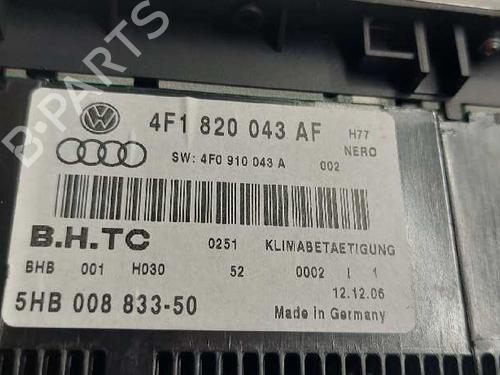 B-PARTS
4F1 820 043 AF H77
NERO
SW: 4F0 910 043 A 002
B.H.TC 0251 KLIMABETAETIGUNG
BHB 001 H030 52 0002 I 1
12.12.06
5HB 008 833-50 Made in Germany